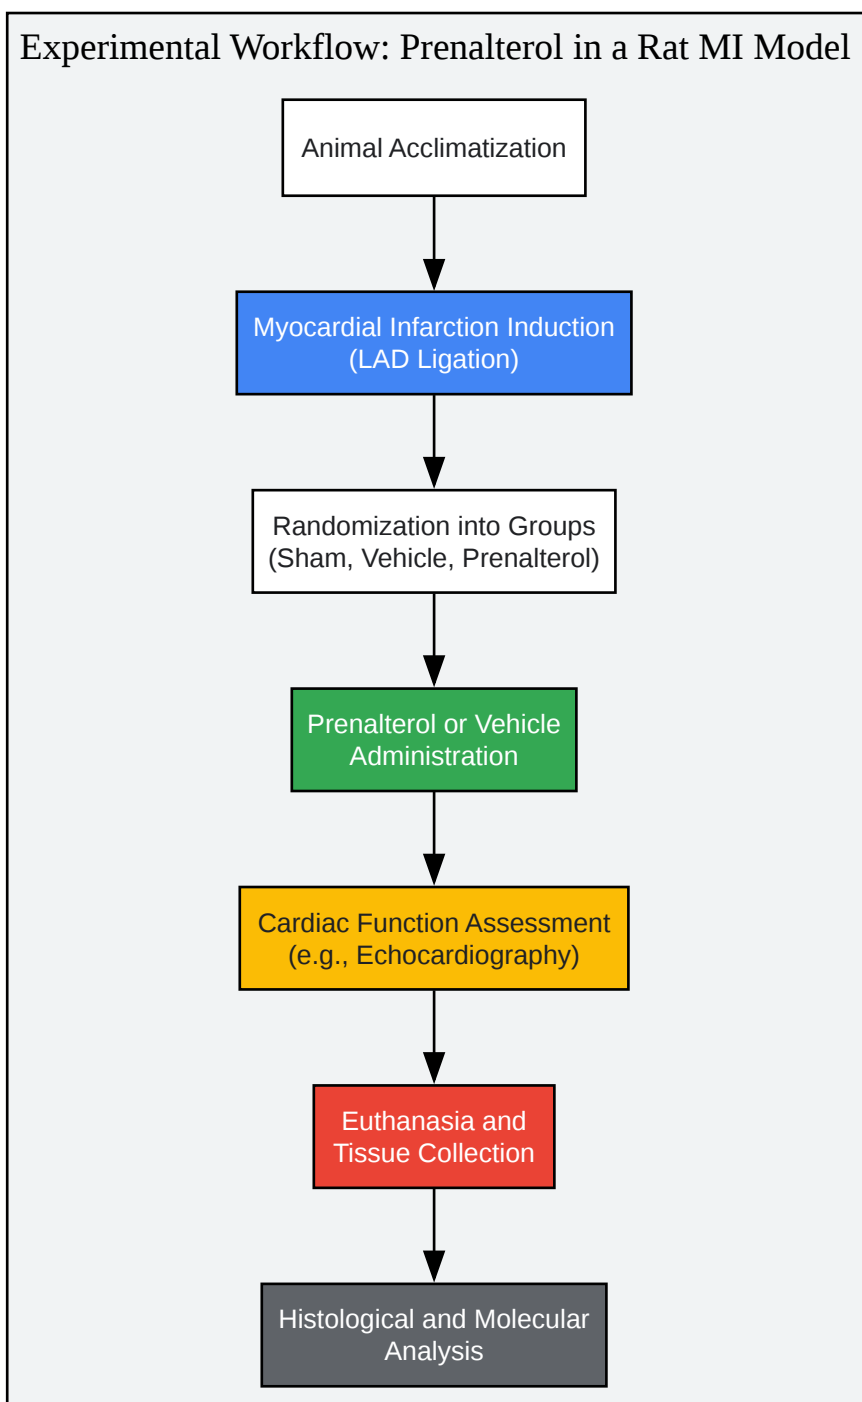 Experimental Workflow: Prenalterol in a Rat MI Model
Animal Acclimatization
Myocardial Infarction Induction
(LAD Ligation)
Randomization into Groups
(Sham, Vehicle, Prenalterol)
Prenalterol or Vehicle
Administration
Cardiac Function Assessment
(e.g., Echocardiography)
Euthanasia and
Tissue Collection
Histological and Molecular
Analysis